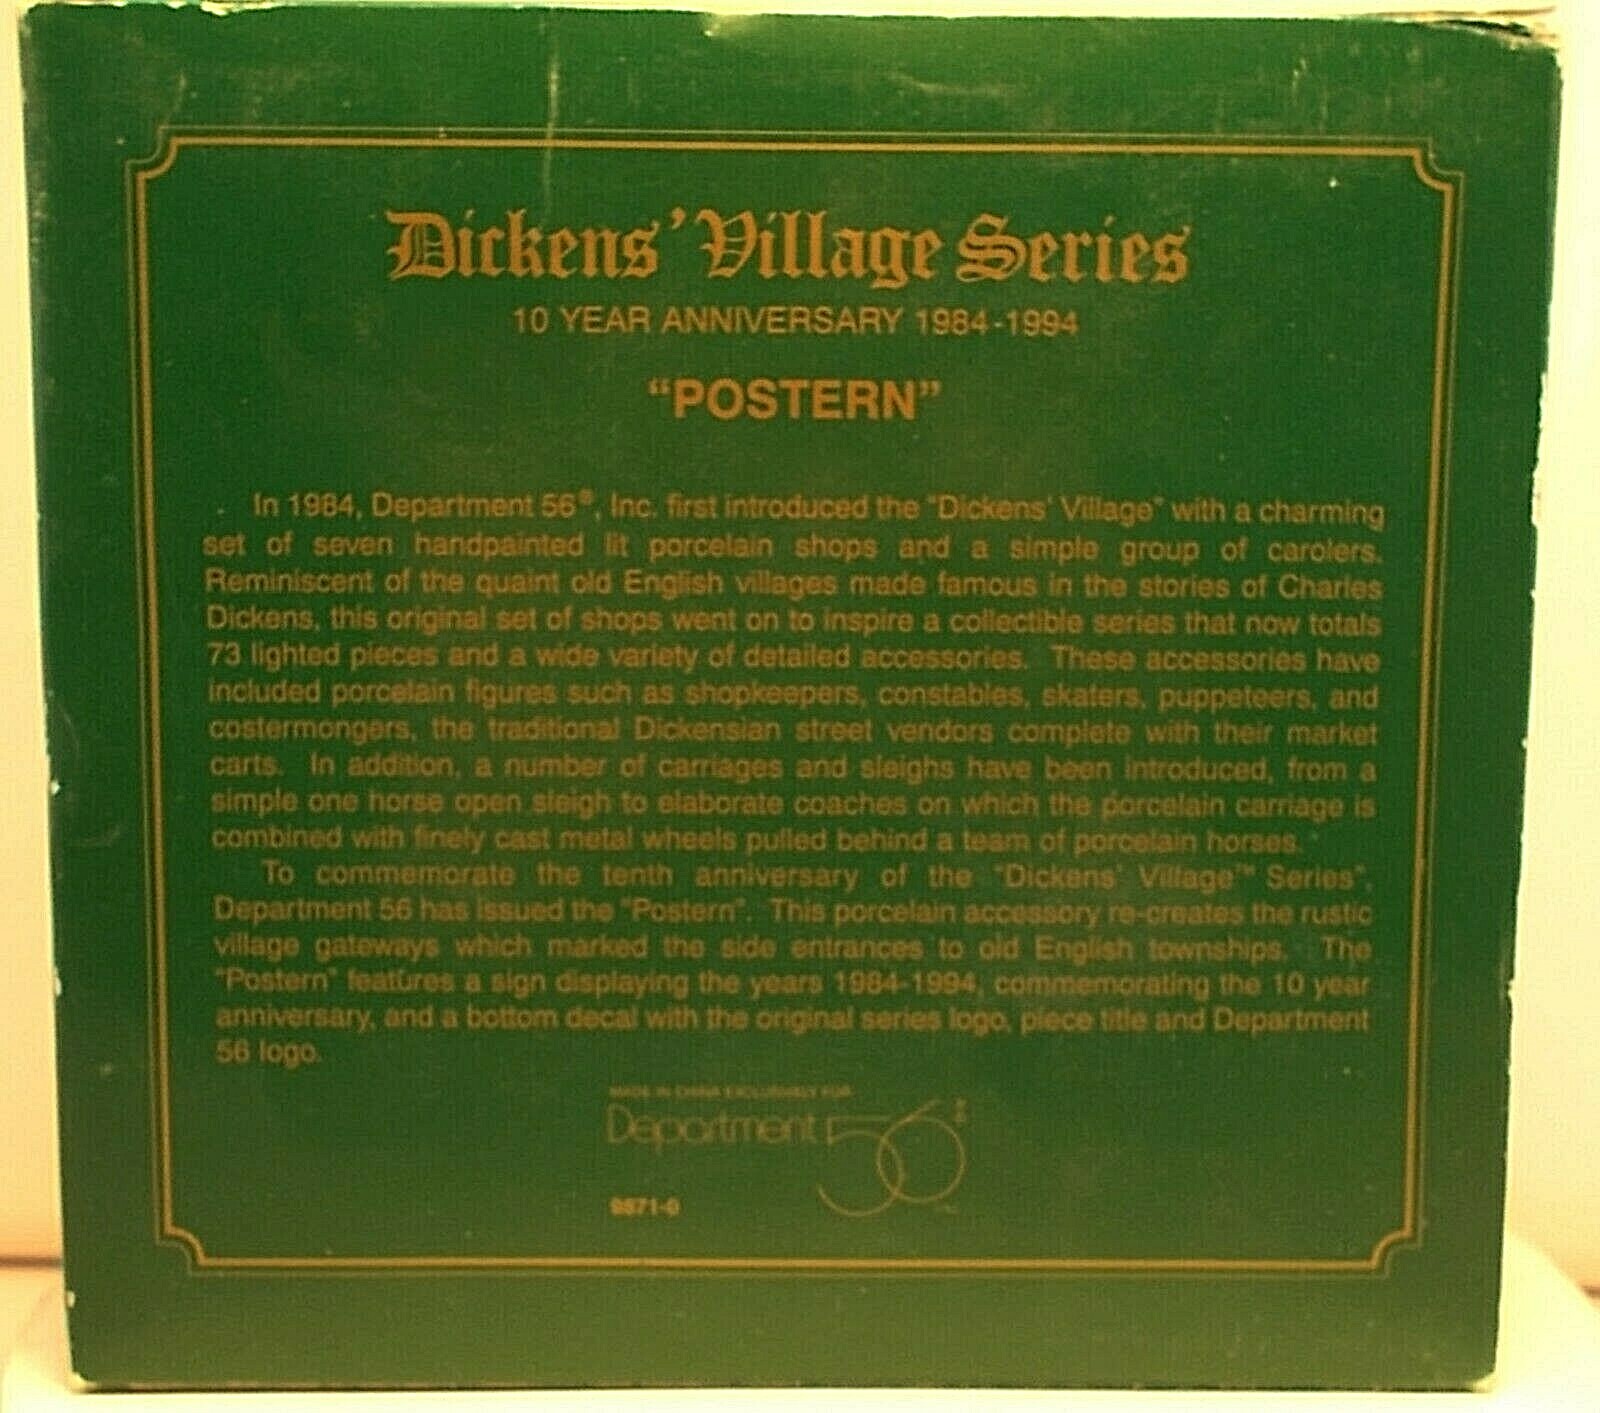 Dickens' Village Series
10 YEAR ANNIVERSARY 1984-1994
"POSTERN"
In 1984, Department 56®, Inc. first introduced the "Dickens' Village" with a charming
set of seven handpainted lit porcelain shops and a simple group of carolers.
Reminiscent of the quaint old English villages made famous in the stories of Charles
Dickens, this original set of shops went on to inspire a collectible series that now totals
73 lighted pieces and a wide variety of detailed accessories. These accessories have
included porcelain figures such as shopkeepers, constables, skaters, puppeteers, and
costermongers, the traditional Dickensian street vendors complete with their market
carts. In addition, a number of carriages and sleighs have been introduced, from a
simple one horse open sleigh to elaborate coaches on which the porcelain carriage is
combined with finely cast metal wheels pulled behind a team of porcelain horses.
To commemorate the tenth anniversary of the "Dickens' Village™ Series",
Department 56 has issued the "Postern". This porcelain accessory re-creates the rustic
village gateways which marked the side entrances to old English townships. The
"Postern" features a sign displaying the years 1984-1994, commemorating the 10 year
anniversary, and a bottom decal with the original series logo, piece title and Department
56 logo.
MADE IN CHINA EXCLUSIVELY FOR
Department 56
9871-0